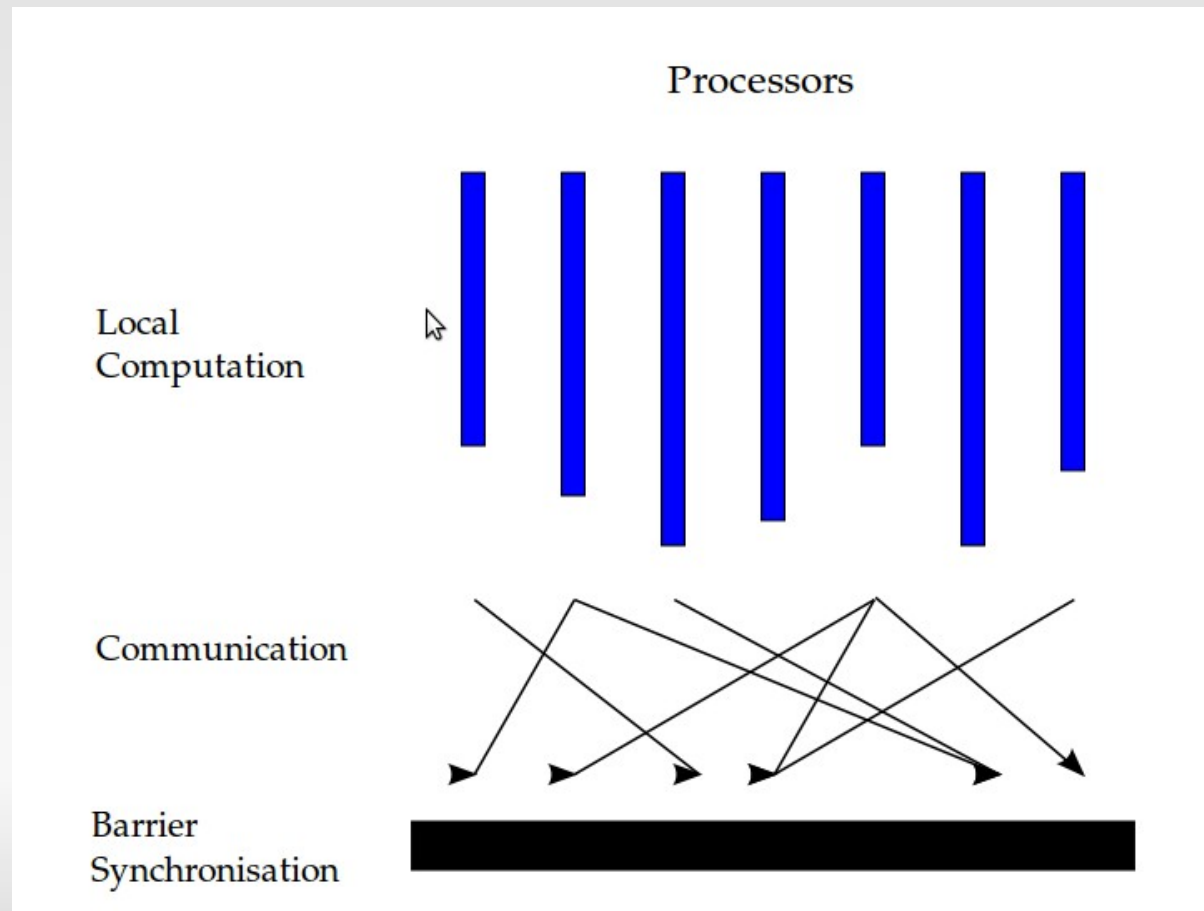 Processors
Local
Computation
Communication
Barrier
Synchronisation